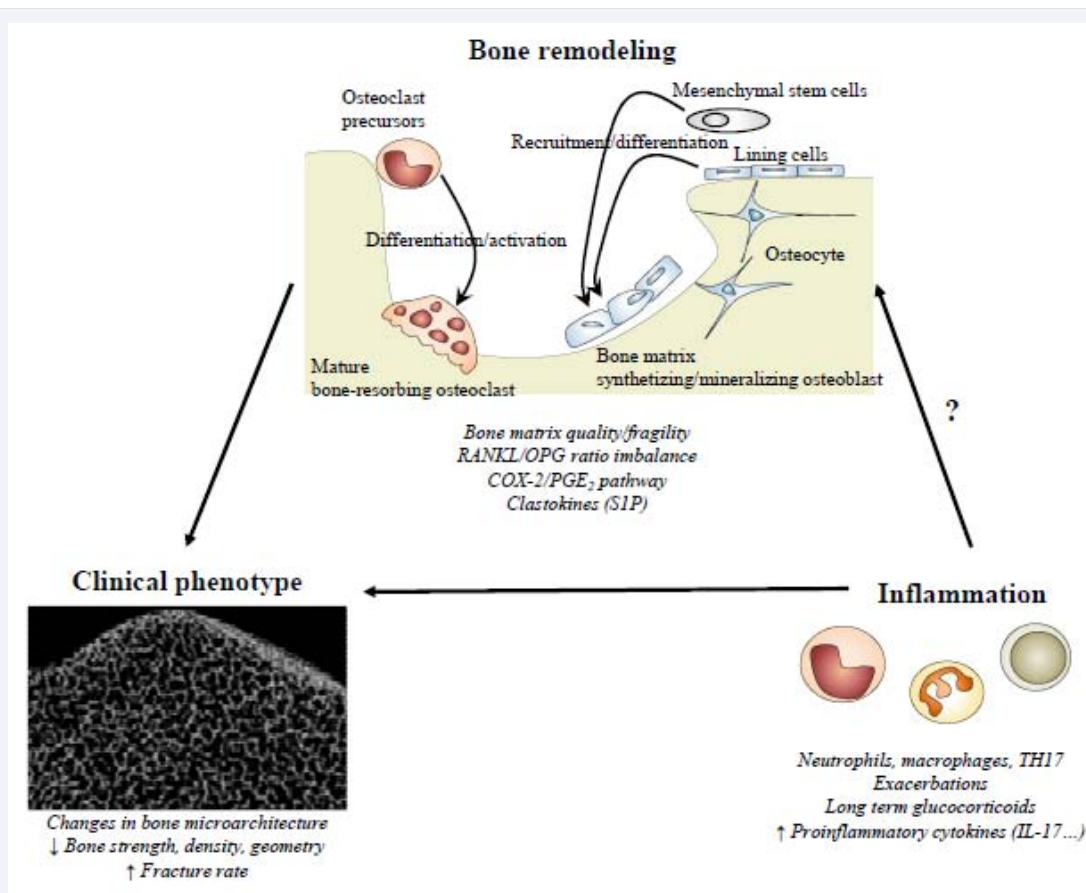 Bone remodeling
Osteoclast
precursors
Mesenchymal stem cells
Recruitment/differentiation
Lining cells
Differentiation/activation
Osteocyte
Mature
bone-resorbing osteoclast
Bone matrix
synthetizing/mineralizing osteoblast
Bone matrix quality/fragility
RANKL/OPG ratio imbalance
COX-2/PGE₂ pathway
Clastokines (S1P)
?
Clinical phenotype
Changes in bone microarchitecture
↓ Bone strength, density, geometry
↑ Fracture rate
Inflammation
Neutrophils, macrophages, TH17
Exacerbations
Long term glucocorticoids
↑ Proinflammatory cytokines (IL-17...)